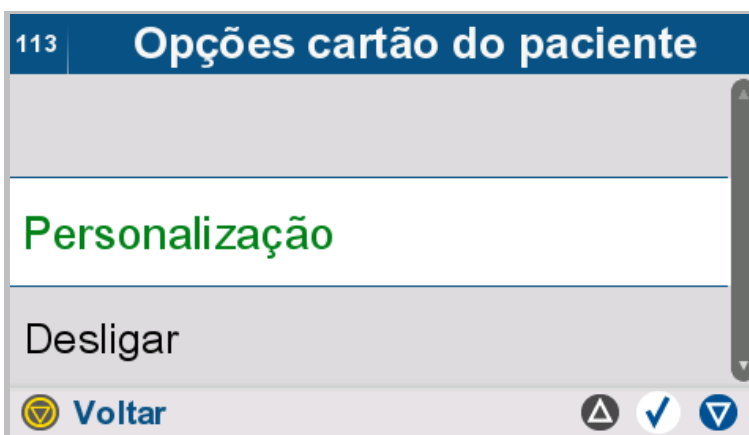 113
Opções cartão do paciente
Personalização
Desligar
Voltar